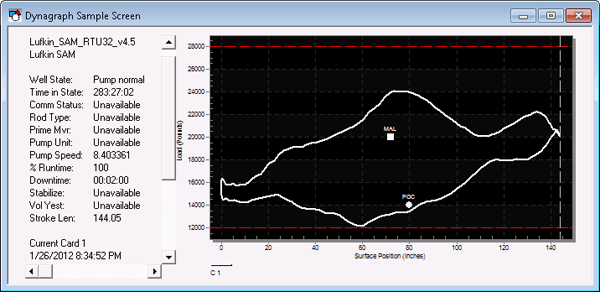 Dynagraph Sample Screen
Lufkin_SAM_RTU32_v4.5
Lufkin SAM
Well State: Pump normal
Time in State: 283:27:02
Comm Status: Unavailable
Rod Type: Unavailable
Prime Mvr: Unavailable
Pump Unit: Unavailable
Pump Speed: 8.403361
% Runtime: 100
Downtime: 00:02:00
Stabilize: Unavailable
Vol Yest: Unavailable
Stroke Len: 144.05
Current Card 1
1/26/2012 8:34:52 PM
Load (Pounds)
28000
26000
24000
22000
20000
18000
16000
14000
12000
MAL
POC
0 20 40 60 80 100 120 140
Surface Position (Inches)
C 1